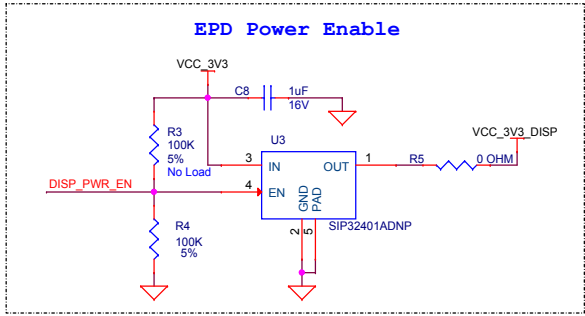 EPD Power Enable
VCC_3V3
C8
1uF
16V
R3
100K
5%
No Load
U3
VCC_3V3_DISP
3
IN
OUT
1
R5
0 OHM
DISP_PWR_EN
4
EN
GND
PAD
SIP32401ADNP
R4
100K
5%
2
5